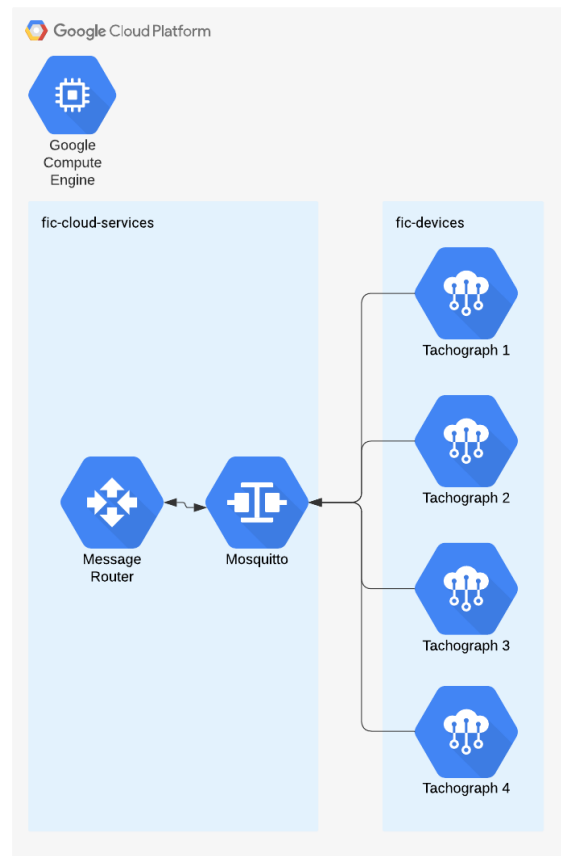 Google Cloud Platform
Google
Compute
Engine
fic-cloud-services
fic-devices
Tachograph 1
Tachograph 2
Message
Router
Mosquitto
Tachograph 3
Tachograph 4